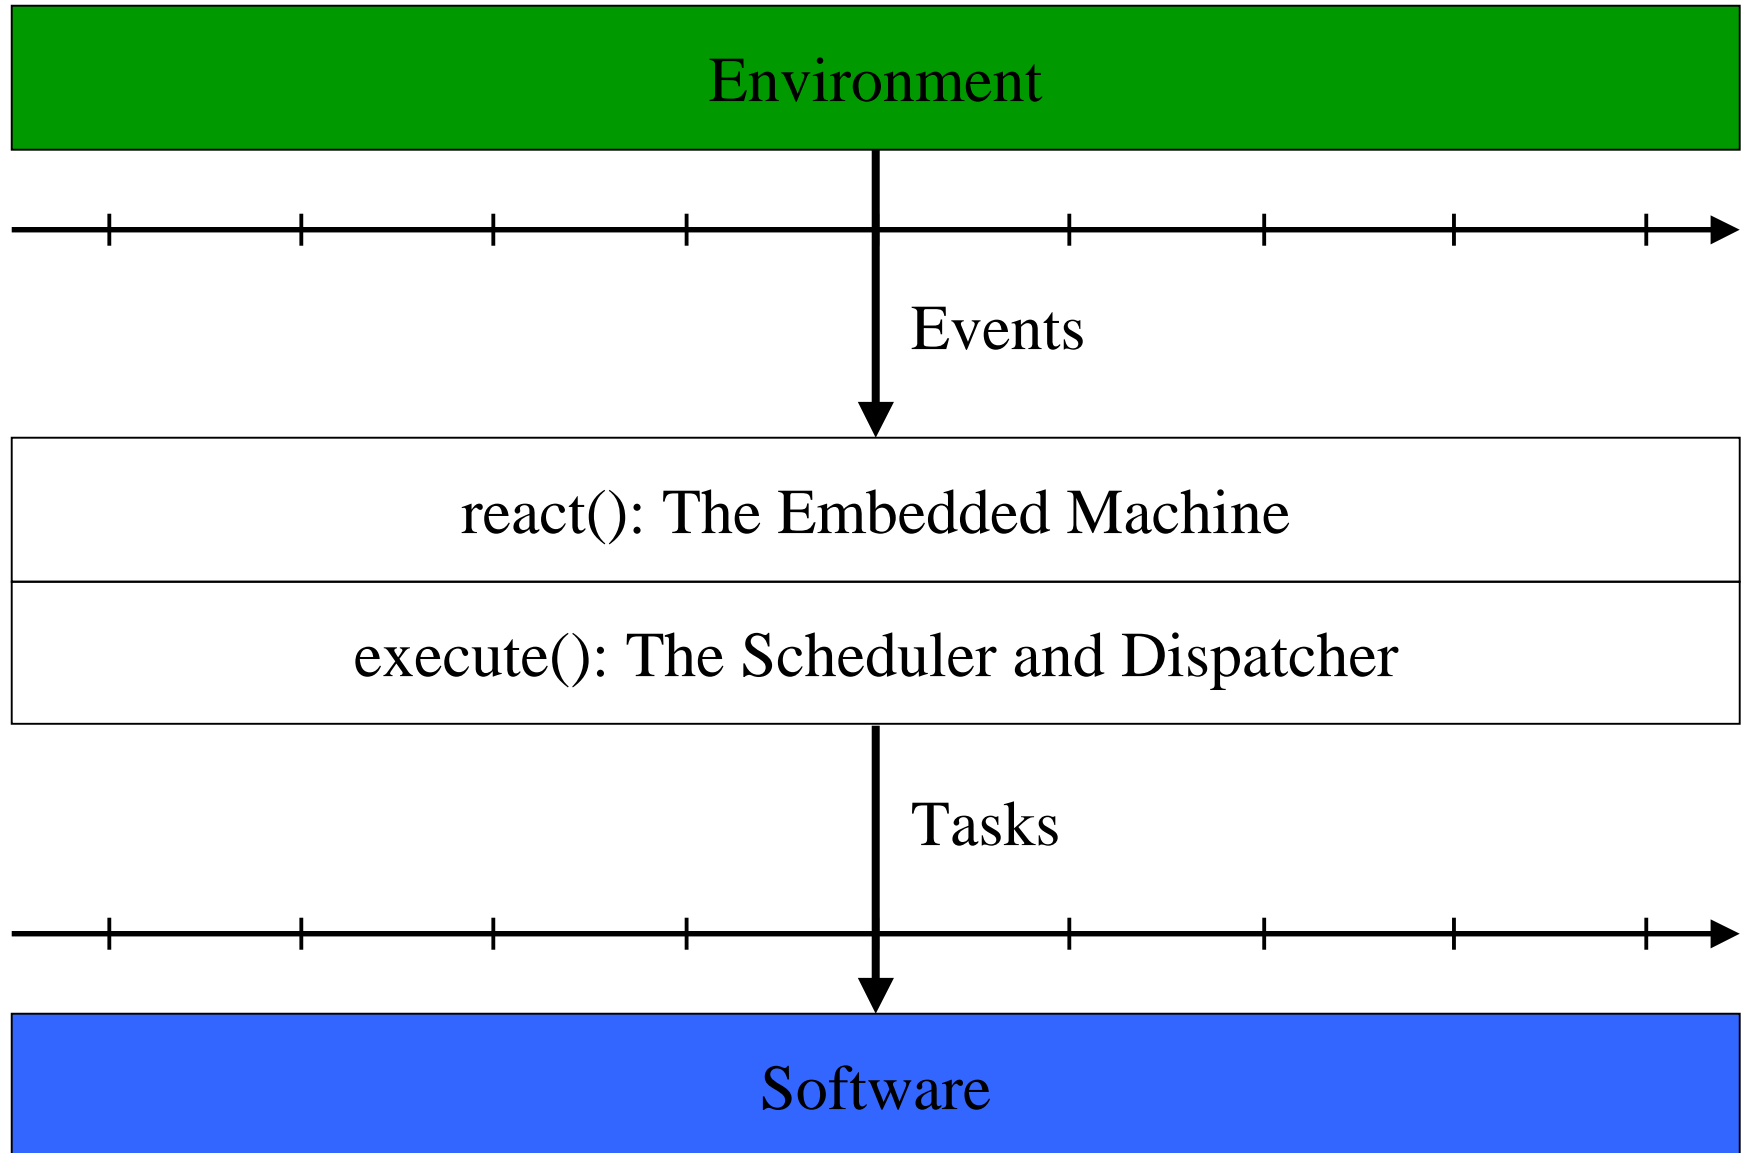 Environment
Events
react(): The Embedded Machine
execute(): The Scheduler and Dispatcher
Tasks
Software